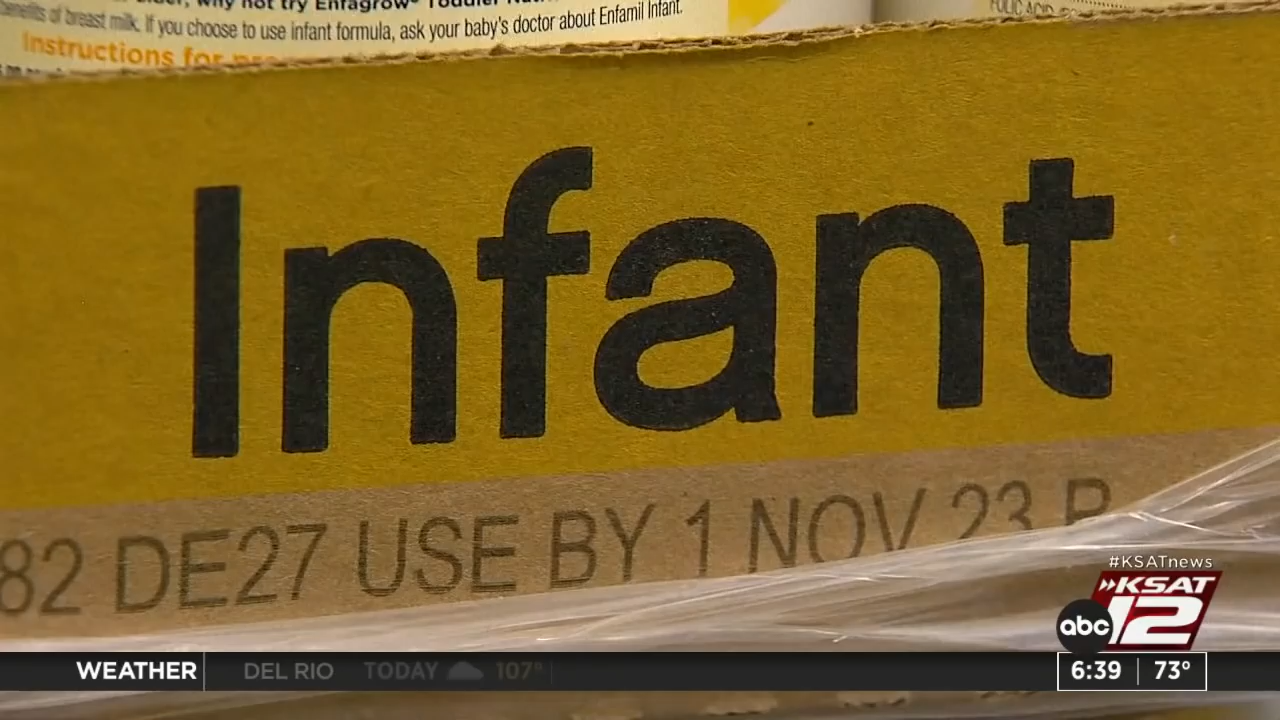 why not try Enfagrow® Toddler
benefits of breast milk. If you choose to use infant formula, ask your baby's doctor about Enfamil Infant.
Instructions for
FOLIC ACID
Infant
82 DE27 USE BY 1 NOV 23
#KSATnews
KSAT
abc 12
WEATHER DEL RIO TODAY 107° 6:39 73°